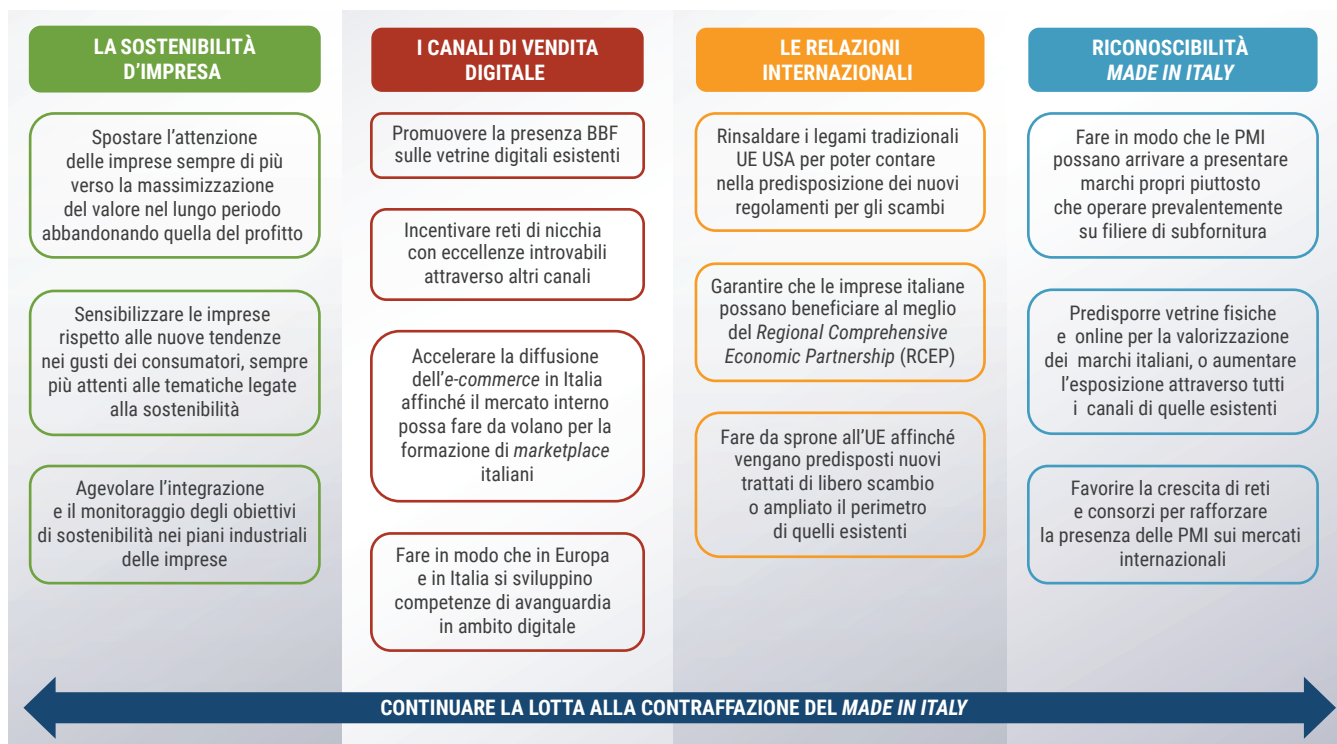 LA SOSTENIBILITÀ
D'IMPRESA
Spostare l'attenzione
delle imprese sempre di più
verso la massimizzazione
del valore nel lungo periodo
abbandonando quella del profitto
Sensibilizzare le imprese
rispetto alle nuove tendenze
nei gusti dei consumatori, sempre
più attenti alle tematiche legate
alla sostenibilità
Agevolare l'integrazione
e il monitoraggio degli obiettivi
di sostenibilità nei piani industriali
delle imprese
I CANALI DI VENDITA
DIGITALE
Promuovere la presenza BBF
sulle vetrine digitali esistenti
Incentivare reti di nicchia
con eccellenze introvabili
attraverso altri canali
Accelerare la diffusione
dell'e-commerce in Italia
affinché il mercato interno
possa fare da volano per la
formazione di marketplace
italiani
Fare in modo che in Europa
e in Italia si sviluppino
competenze di avanguardia
in ambito digitale
LE RELAZIONI
INTERNAZIONALI
Rinsaldare i legami tradizionali
UE USA per poter contare
nella predisposizione dei nuovi
regolamenti per gli scambi
Garantire che le imprese italiane
possano beneficiare al meglio
del Regional Comprehensive
Economic Partnership (RCEP)
Fare da sprone all'UE affinché
vengano predisposti nuovi
trattati di libero scambio
o ampliato il perimetro
di quelli esistenti
RICONOSCIBILITÀ
MADE IN ITALY
Fare in modo che le PMI
possano arrivare a presentare
marchi propri piuttosto
che operare prevalentemente
su filiere di subfornitura
Predisporre vetrine fisiche
e online per la valorizzazione
dei marchi italiani, o aumentare
l'esposizione attraverso tutti
i canali di quelle esistenti
Favorire la crescita di reti
e consorzi per rafforzare
la presenza delle PMI sui mercati
internazionali
CONTINUARE LA LOTTA ALLA CONTRAFFAZIONE DEL MADE IN ITALY